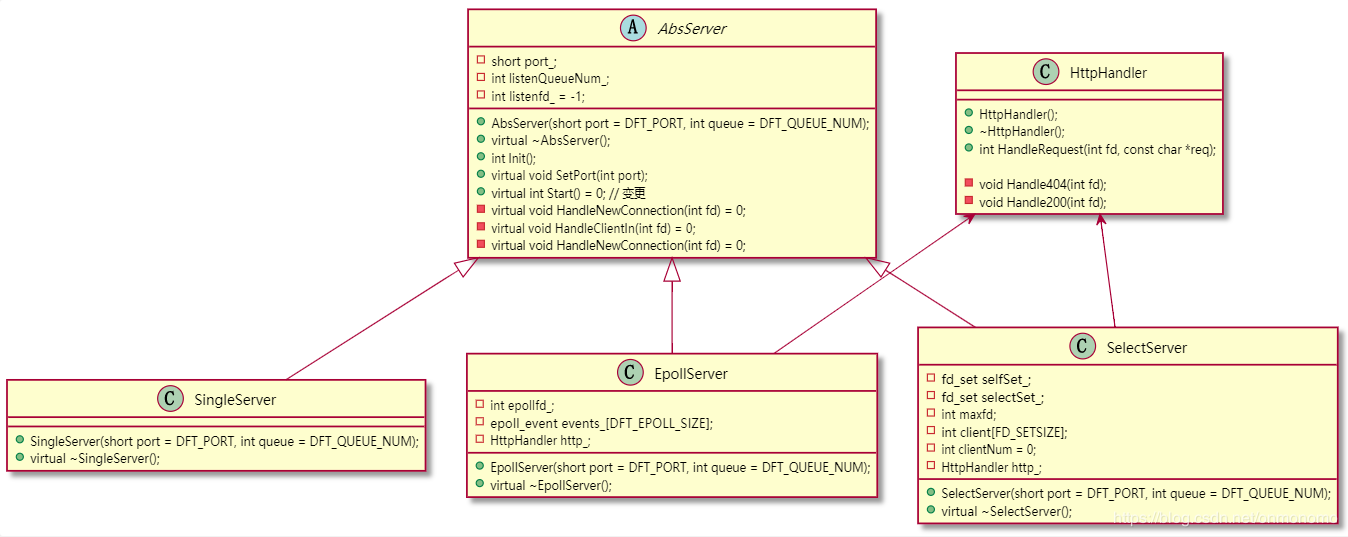 A AbsServer
short port_;
int listenQueueNum_;
int listenfd_ = -1;
AbsServer(short port = DFT_PORT, int queue = DFT_QUEUE_NUM);
virtual ~AbsServer();
int Init();
virtual void SetPort(int port);
virtual int Start() = 0; // 变更
virtual void HandleNewConnection(int fd) = 0;
virtual void HandleClientIn(int fd) = 0;
virtual void HandleNewConnection(int fd) = 0;
C HttpHandler
HttpHandler();
~HttpHandler();
int HandleRequest(int fd, const char *req);
void Handle404(int fd);
void Handle200(int fd);
C SingleServer
SingleServer(short port = DFT_PORT, int queue = DFT_QUEUE_NUM);
virtual ~SingleServer();
C EpollServer
int epollfd_;
epoll_event events_[DFT_EPOLL_SIZE];
HttpHandler http_;
EpollServer(short port = DFT_PORT, int queue = DFT_QUEUE_NUM);
virtual ~EpollServer();
C SelectServer
fd_set selfSet_;
fd_set selectSet_;
int maxfd;
int client[FD_SETSIZE];
int clientNum = 0;
HttpHandler http_;
SelectServer(short port = DFT_PORT, int queue = DFT_QUEUE_NUM);
virtual ~SelectServer();
https://blog.csdn.net/onmonomo